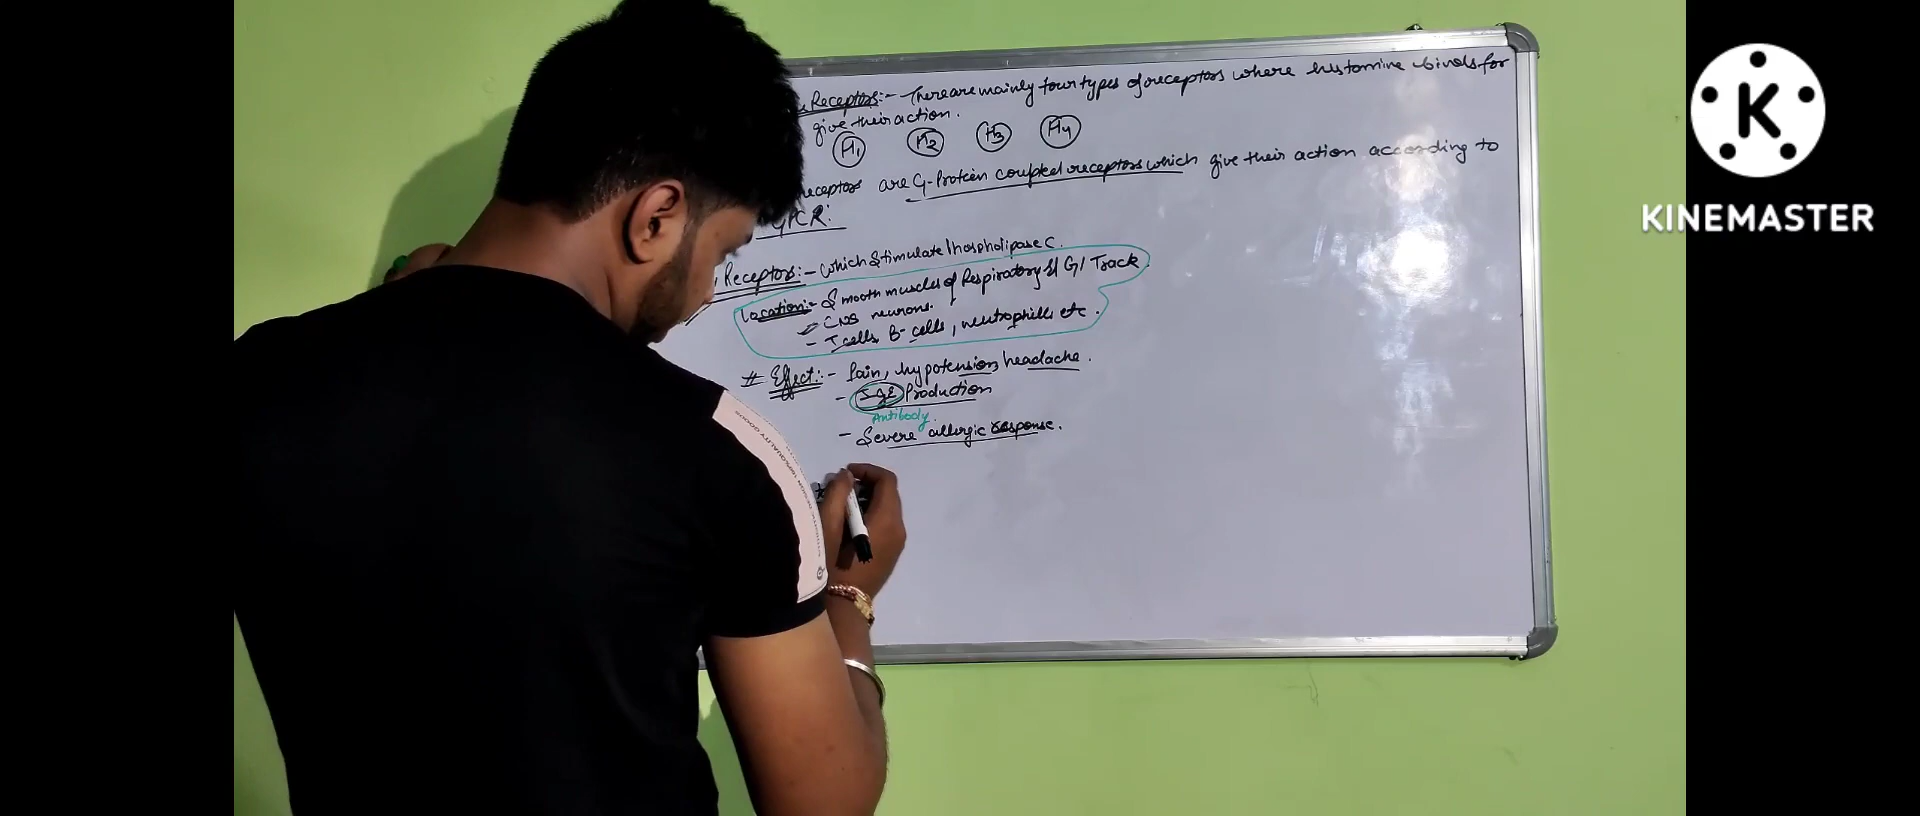 Receptors:- There are mainly four types of receptors where histamine binds for
give their action.
H1 H2 H3 H4
receptors are G-Protein coupled receptors which give their action according to
GPCR:
Receptors:- which Stimulate Phospholipase C.
Location:- Smooth muscles of Respiratory & GI Track
CNS neurons.
- T cells, B-cells, neutrophills etc.
# Effect:- Pain, hypotension, headache.
- IgE Production
Antibody
- Severe allergic response.
K
KINEMASTER